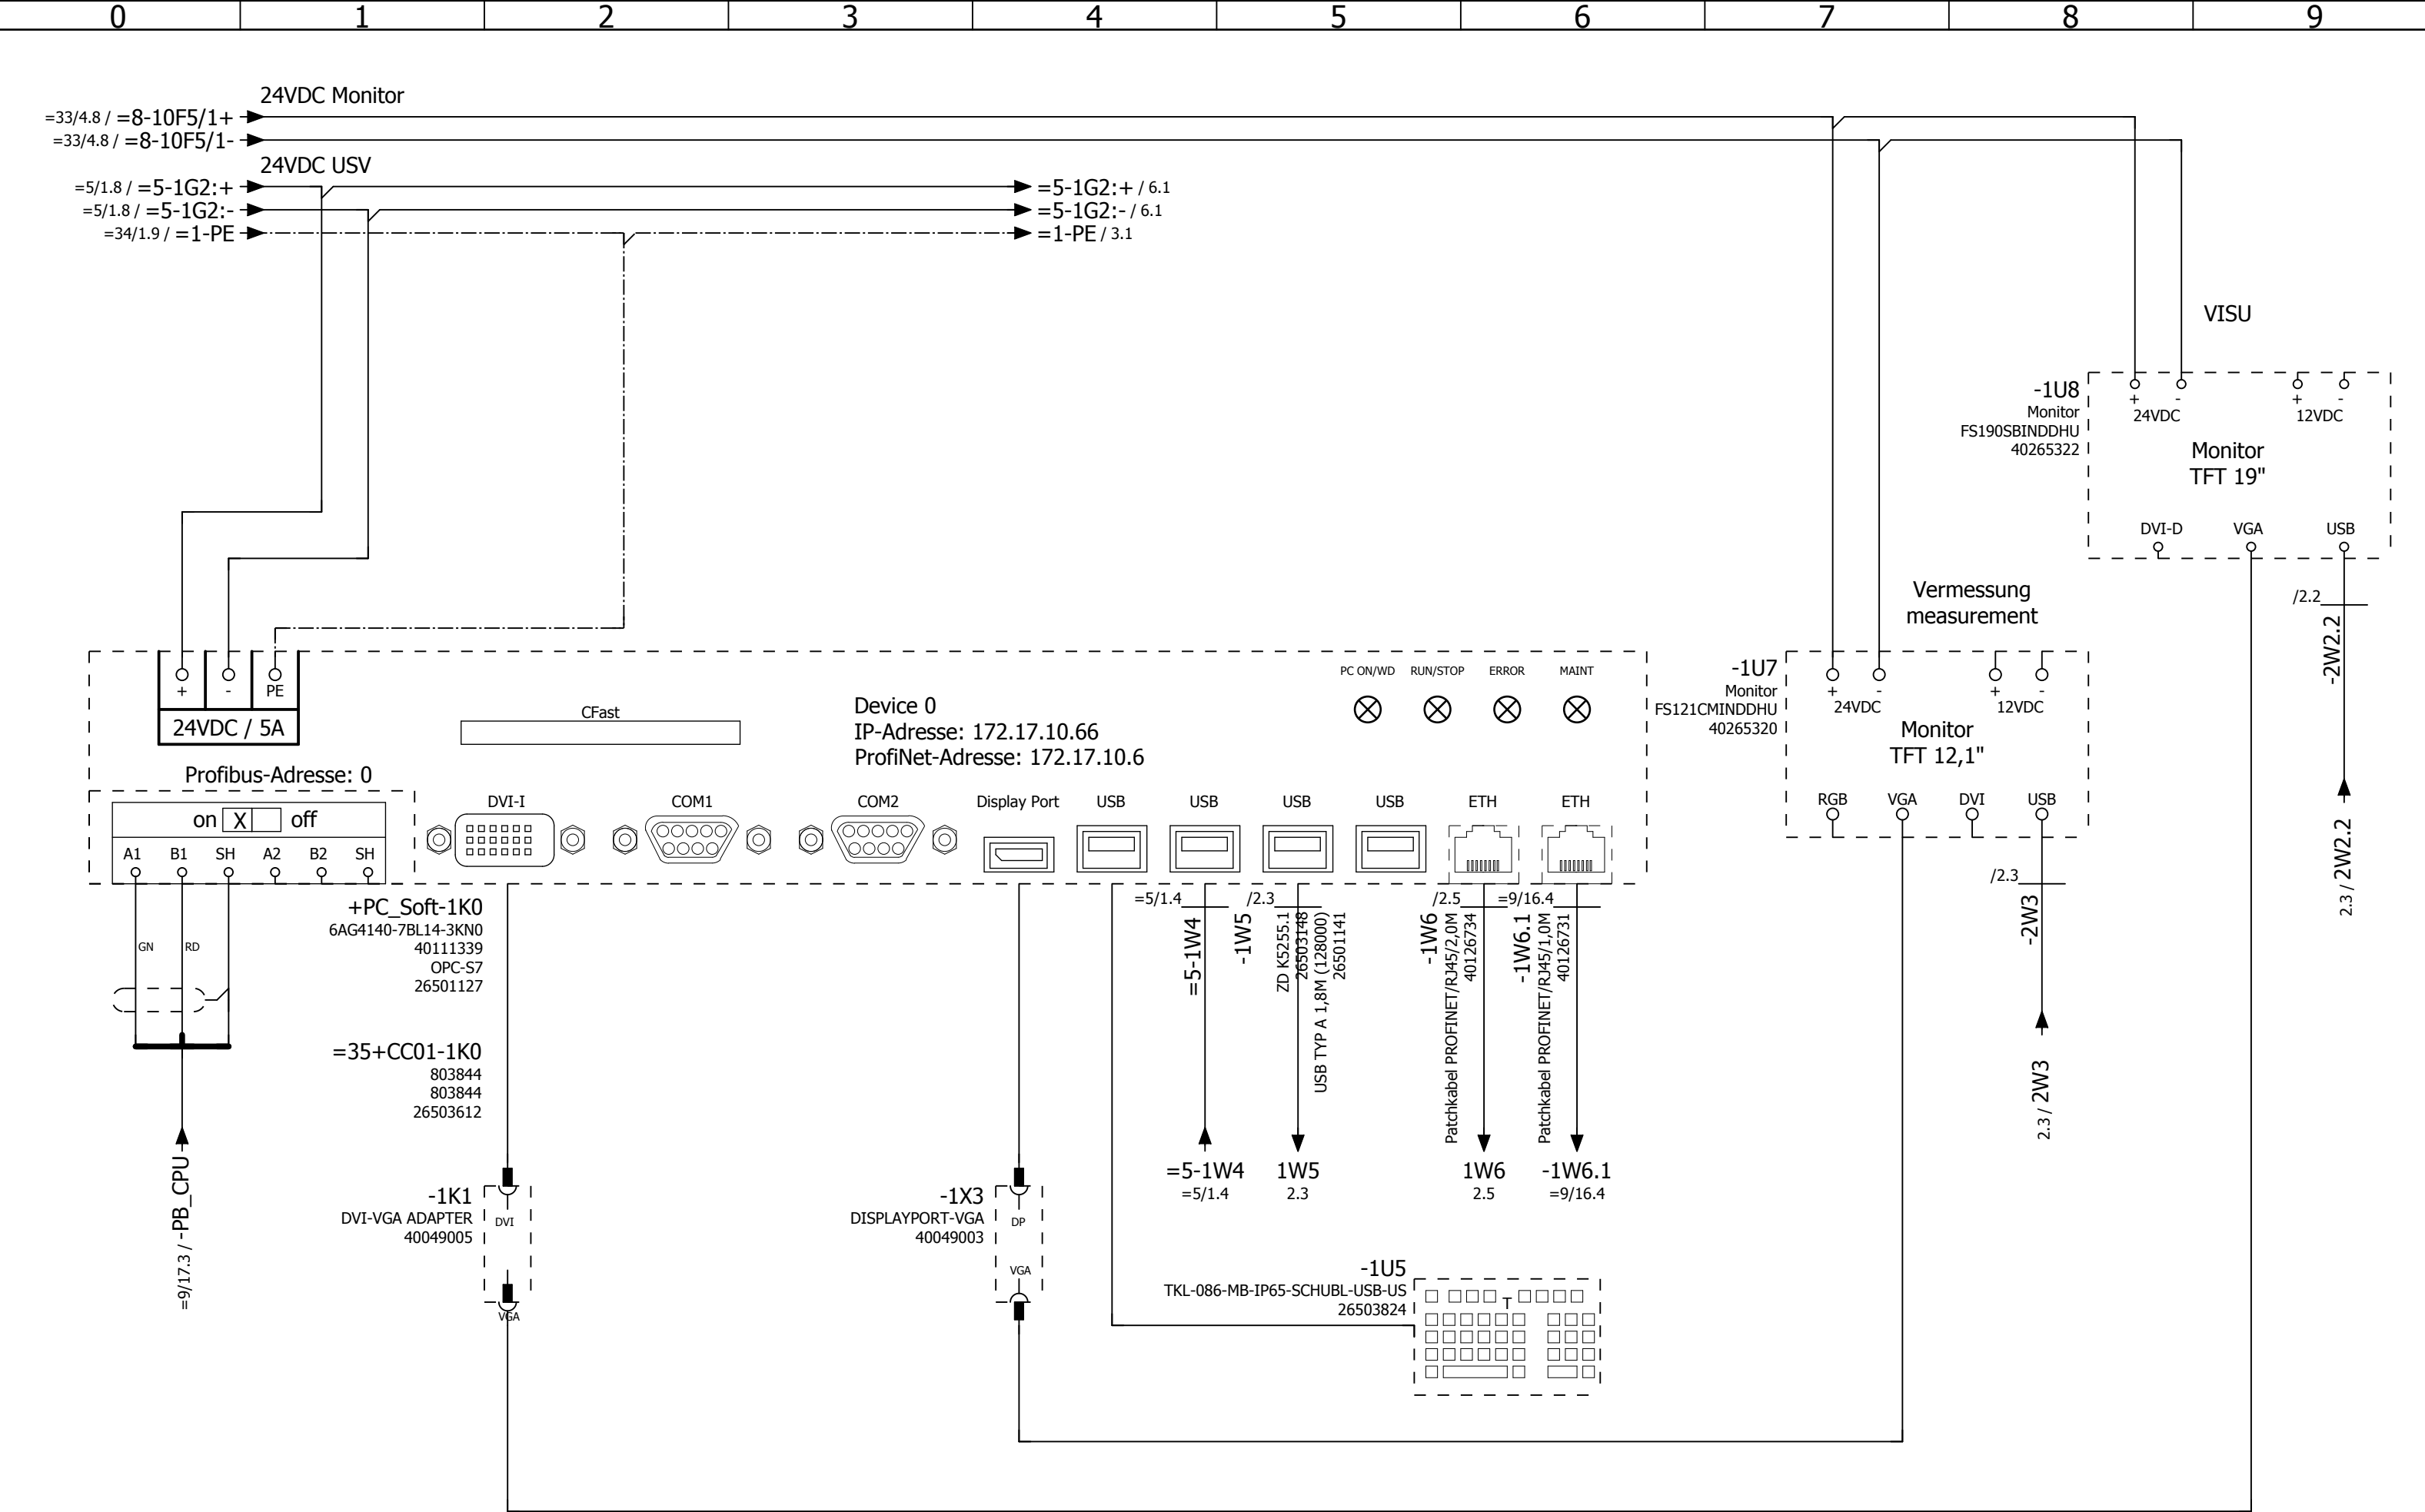 0 1 2 3 4 5 6 7 8 9
24VDC Monitor
=33/4.8 / =8-10F5/1+
=33/4.8 / =8-10F5/1-
24VDC USV
=5/1.8 / =5-1G2:+ =5-1G2:+ / 6.1
=5/1.8 / =5-1G2:- =5-1G2:- / 6.1
=34/1.9 / =1-PE =1-PE / 3.1
VISU
-1U8
Monitor
FS190SBINDDHU
40265322
+ - + -
24VDC 12VDC
Monitor
TFT 19"
DVI-D VGA USB
/2.2
-2W2.2
2.3 / 2W2.2
Vermessung
measurement
-1U7
Monitor
FS121CMINDDHU
40265320
+ - + -
24VDC 12VDC
Monitor
TFT 12,1"
RGB VGA DVI USB
/2.3
-2W3
2.3 / 2W3
+ - PE
24VDC / 5A
CFast
Device 0
IP-Adresse: 172.17.10.66
ProfiNet-Adresse: 172.17.10.6
PC ON/WD RUN/STOP ERROR MAINT
Profibus-Adresse: 0
on X off
A1 B1 SH A2 B2 SH
DVI-I COM1 COM2 Display Port USB USB USB USB ETH ETH
GN RD
=9/17.3 / -PB_CPU
+PC_Soft-1K0
6AG4140-7BL14-3KN0
40111339
OPC-S7
26501127
=35+CC01-1K0
803844
803844
26503612
=5/1.4
=5-1W4
=5-1W4
=5/1.4
/2.3
-1W5
ZD K5255.1
26503148
USB TYP A 1,8M (128000)
26501141
1W5
2.3
/2.5
-1W6
Patchkabel PROFINET/RJ45/2,0M
40126734
1W6
2.5
=9/16.4
-1W6.1
Patchkabel PROFINET/RJ45/1,0M
40126731
-1W6.1
=9/16.4
-1K1
DVI-VGA ADAPTER
40049005
DVI
VGA
-1X3
DISPLAYPORT-VGA
40049003
DP
VGA
-1U5
TKL-086-MB-IP65-SCHUBL-USB-US
26503824
T